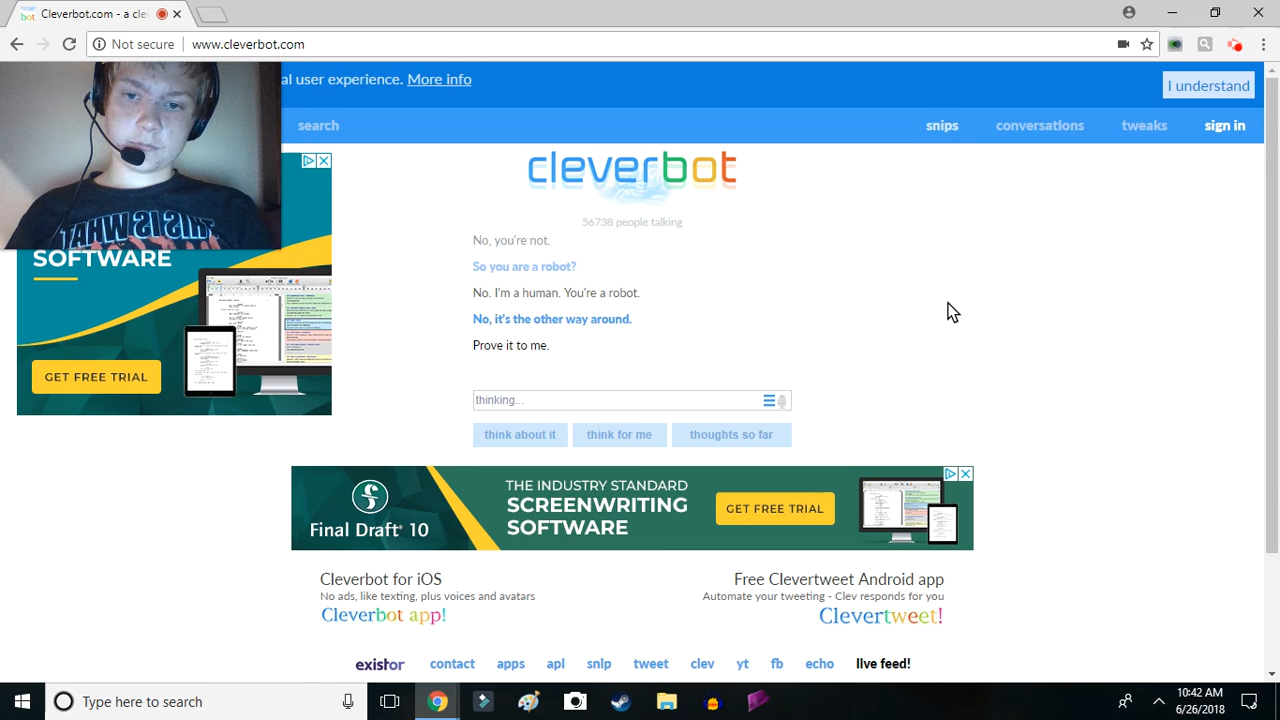 Cleverbot.com - a cle
Not secure www.cleverbot.com
al user experience. More info
I understand
search
snips conversations tweaks sign in
cleverbot
56738 people talking
No, you're not.
So you are a robot?
No. I'm a human. You're a robot.
it's the other way around.
Prove it to me.
thinking...
think about it think for me thoughts so far
SOFTWARE
GET FREE TRIAL
THE INDUSTRY STANDARD
SCREENWRITING
SOFTWARE
Final Draft 10
GET FREE TRIAL
Cleverbot for iOS
No ads, like texting, plus voices and avatars
Cleverbot app!
Free Clevertweet Android app
Automate your tweeting - Clev responds for you
Clevertweet!
existor contact apps api snip tweet clev yt fb echo live feed!
Type here to search
10:42 AM
6/26/2018